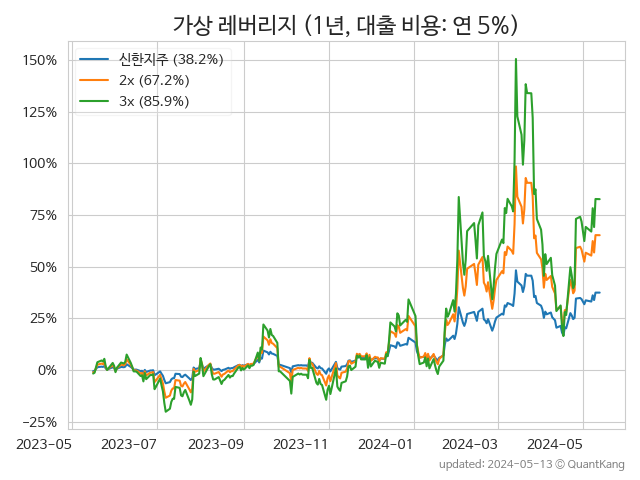 가상 레버리지 (1년, 대출 비용: 연 5%)
신한지주 (38.2%)
2x (67.2%)
3x (85.9%)
150%
125%
100%
75%
50%
25%
0%
−25%
2023-05 2023-07 2023-09 2023-11 2024-01 2024-03 2024-05
updated: 2024-05-13 © QuantKang